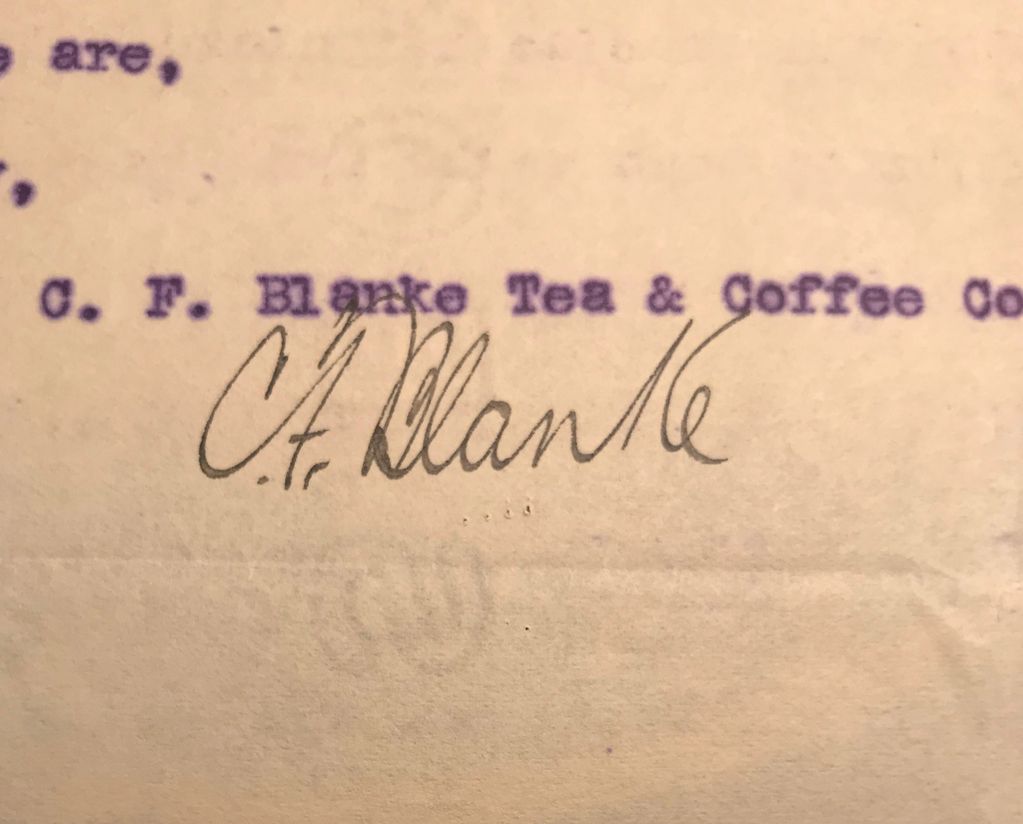 are,
C. F. Blanke Tea & Coffee Co
C.F. Blanke